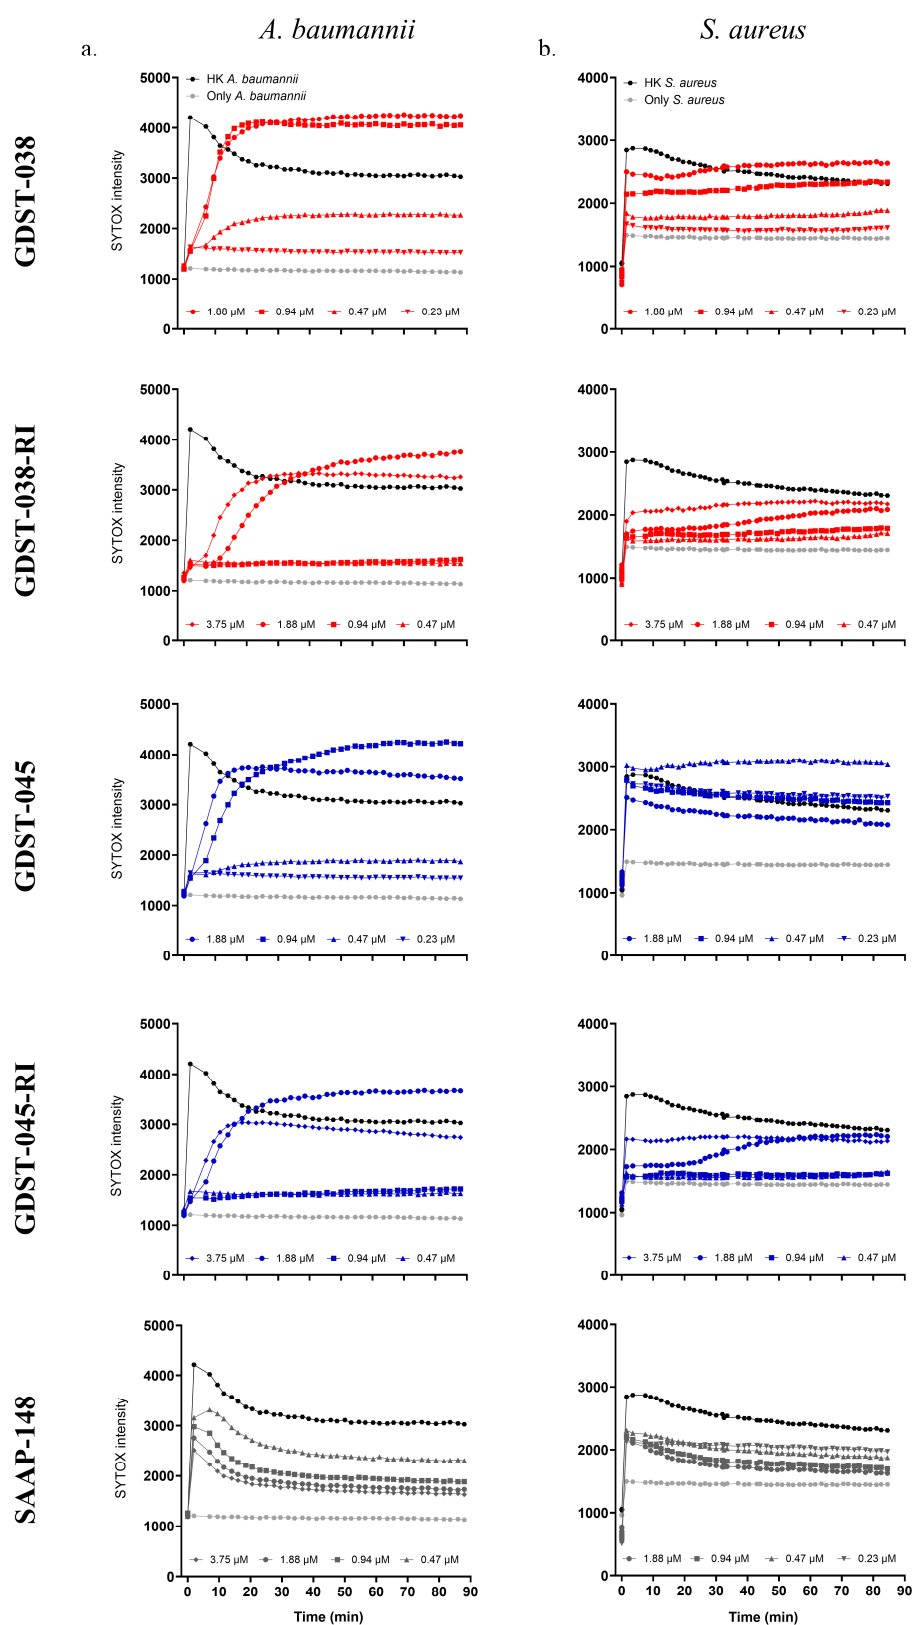 A. baumannii
S. aureus
a.
b.
GDST-038
SYTOX intensity
5000
4000
3000
2000
1000
0
HK A. baumannii
Only A. baumannii
1.88 µM 0.94 µM 0.47 µM 0.23 µM
4000
3000
2000
1000
0
HK S. aureus
Only S. aureus
1.88 µM 0.94 µM 0.47 µM 0.23 µM
GDST-038-RI
SYTOX intensity
5000
4000
3000
2000
1000
0
3.75 µM 1.88 µM 0.94 µM 0.47 µM
4000
3000
2000
1000
0
3.75 µM 1.88 µM 0.94 µM 0.47 µM
GDST-045
SYTOX intensity
5000
4000
3000
2000
1000
0
1.88 µM 0.94 µM 0.47 µM 0.23 µM
4000
3000
2000
1000
0
1.88 µM 0.94 µM 0.47 µM 0.23 µM
GDST-045-RI
SYTOX intensity
5000
4000
3000
2000
1000
0
3.75 µM 1.88 µM 0.94 µM 0.47 µM
4000
3000
2000
1000
0
3.75 µM 1.88 µM 0.94 µM 0.47 µM
SAAP-148
SYTOX intensity
5000
4000
3000
2000
1000
0
3.75 µM 1.88 µM 0.94 µM 0.47 µM
0 10 20 30 40 50 60 70 80 90
Time (min)
4000
3000
2000
1000
0
1.88 µM 0.94 µM 0.47 µM 0.23 µM
0 10 20 30 40 50 60 70 80 90
Time (min)